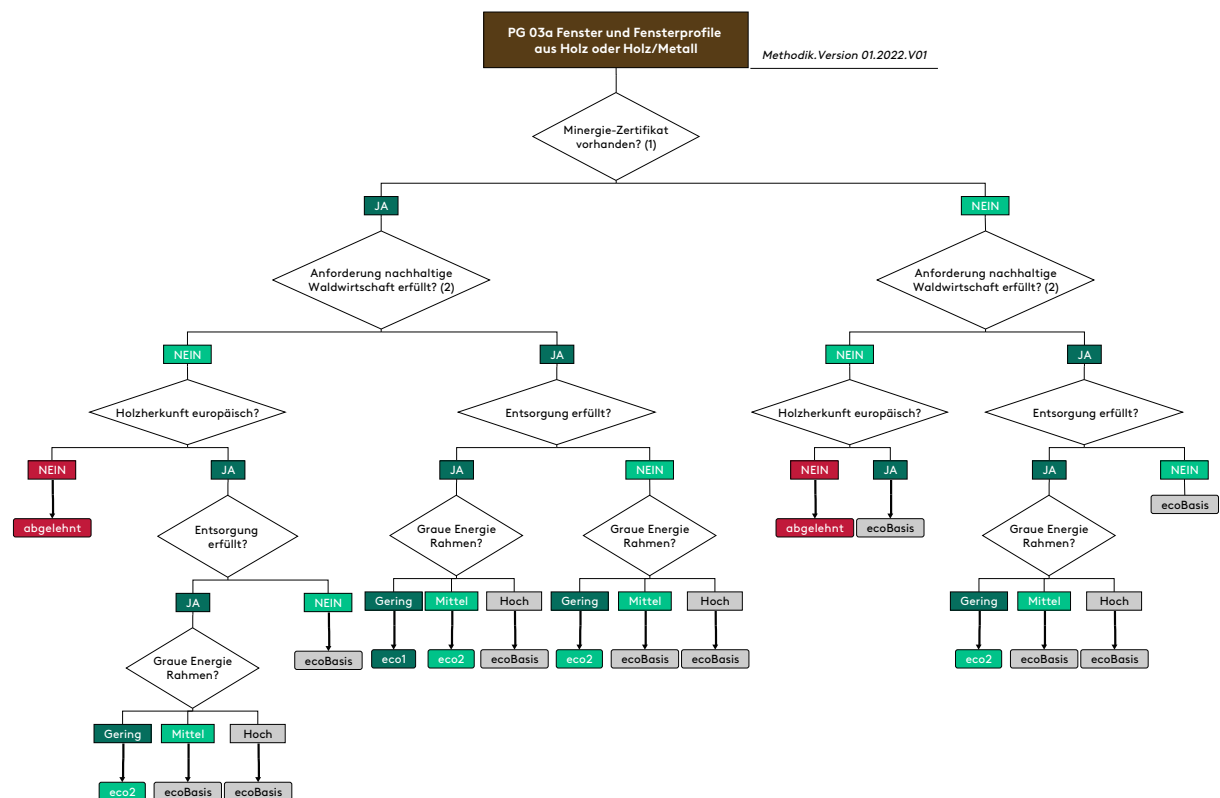 PG 03a Fenster und Fensterprofile
aus Holz oder Holz/Metall
Methodik.Version 01.2022.V01
Minergie-Zertifikat
vorhanden? (1)
JA
NEIN
Anforderung nachhaltige
Waldwirtschaft erfüllt? (2)
Anforderung nachhaltige
Waldwirtschaft erfüllt? (2)
NEIN
JA
NEIN
JA
Holzherkunft europäisch?
Entsorgung erfüllt?
Holzherkunft europäisch?
Entsorgung erfüllt?
NEIN
JA
JA
NEIN
NEIN
JA
JA
NEIN
abgelehnt
Entsorgung
erfüllt?
Graue Energie
Rahmen?
Graue Energie
Rahmen?
abgelehnt
ecoBasis
Graue Energie
Rahmen?
ecoBasis
JA
NEIN
Gering
Mittel
Hoch
Gering
Mittel
Hoch
Gering
Mittel
Hoch
ecoBasis
eco1
eco2
ecoBasis
eco2
ecoBasis
ecoBasis
eco2
ecoBasis
ecoBasis
Graue Energie
Rahmen?
Gering
Mittel
Hoch
eco2
ecoBasis
ecoBasis